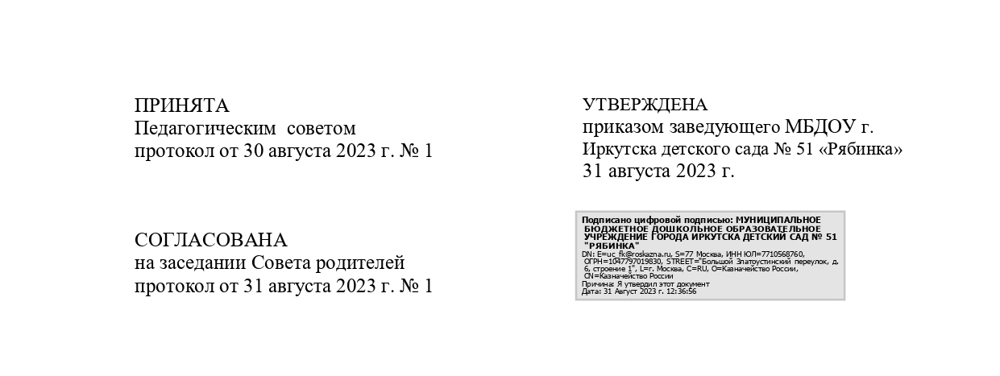 ПРИНЯТА
Педагогическим советом
протокол от 30 августа 2023 г. № 1
СОГЛАСОВАНА
на заседании Совета родителей
протокол от 31 августа 2023 г. № 1
УТВЕРЖДЕНА
приказом заведующего МБДОУ г.
Иркутска детского сада № 51 «Рябинка»
31 августа 2023 г.
Подписано цифровой подписью: МУНИЦИПАЛЬНОЕ
БЮДЖЕТНОЕ ДОШКОЛЬНОЕ ОБРАЗОВАТЕЛЬНОЕ
УЧРЕЖДЕНИЕ ГОРОДА ИРКУТСКА ДЕТСКИЙ САД № 51
"РЯБИНКА"
DN: E=uc_fk@roskazna.ru, S=77 Москва, ИНН ЮЛ=7710568760,
ОГРН=1047797019830, STREET="Большой Златоустинский переулок, д.
6, строение 1", L=г. Москва, C=RU, O=Казначейство России,
CN=Казначейство России
Причина: Я утвердил этот документ
Дата: 31 Август 2023 г. 12:36:56